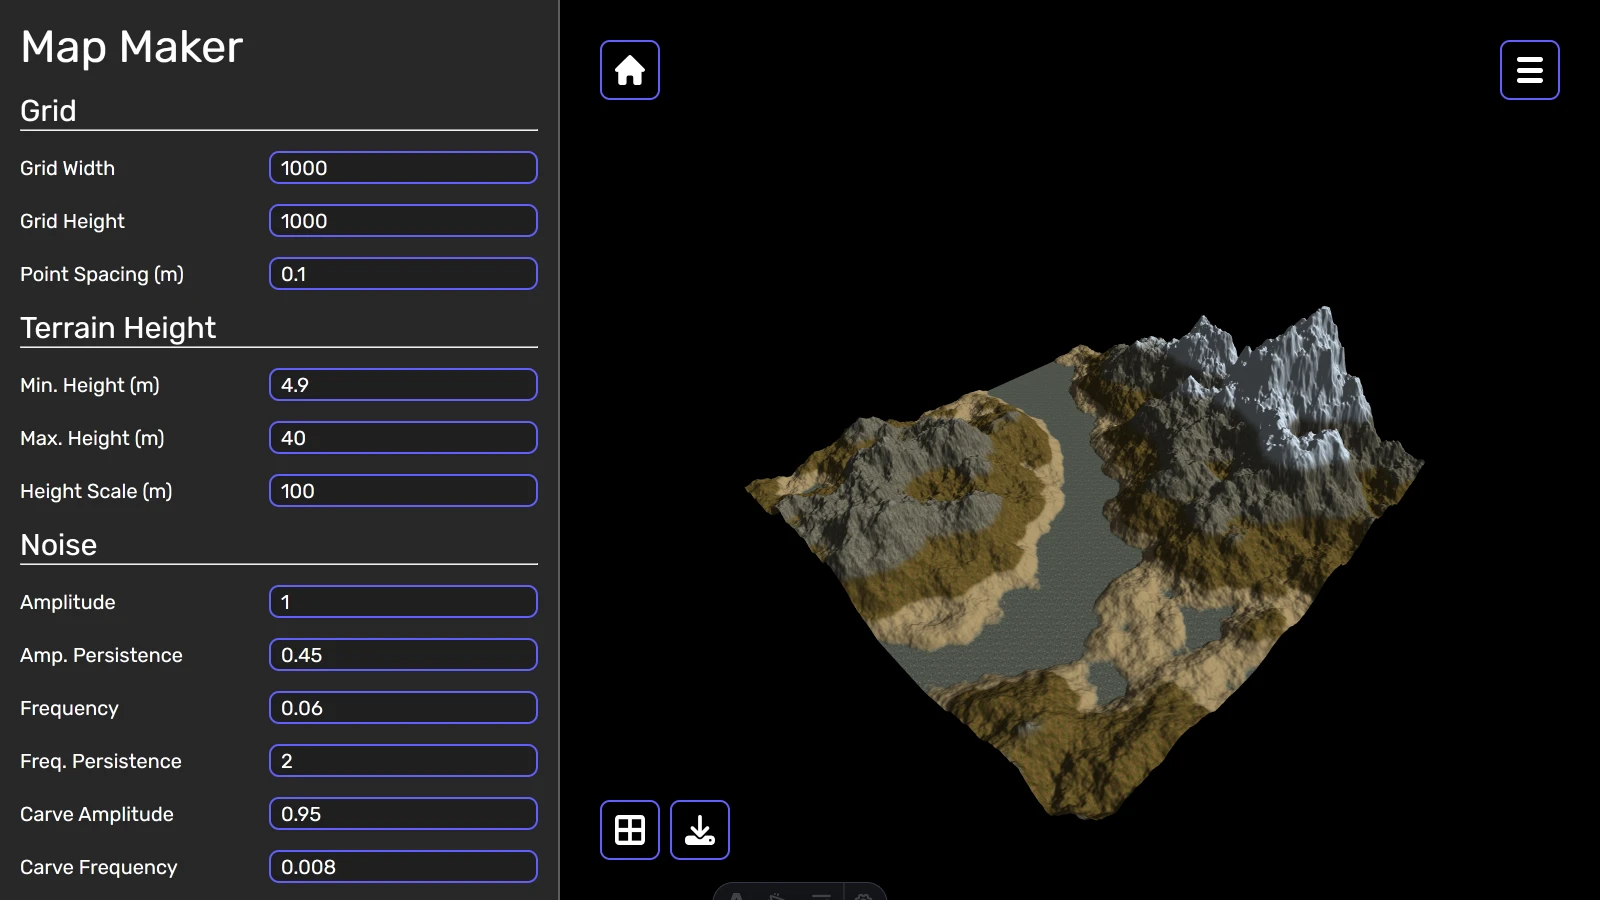 Map Maker
Grid
Grid Width 1000
Grid Height 1000
Point Spacing (m) 0.1
Terrain Height
Min. Height (m) 4.9
Max. Height (m) 40
Height Scale (m) 100
Noise
Amplitude 1
Amp. Persistence 0.45
Frequency 0.06
Freq. Persistence 2
Carve Amplitude 0.95
Carve Frequency 0.008